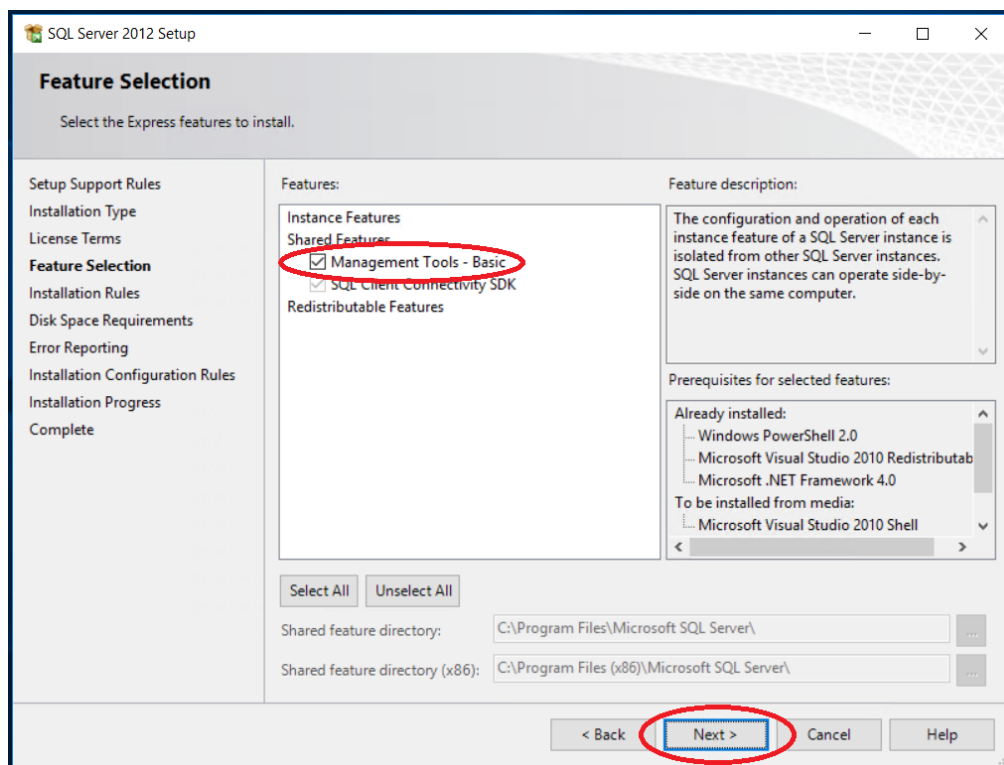 SQL Server 2012 Setup
Feature Selection
Select the Express features to install.
Setup Support Rules
Installation Type
License Terms
Feature Selection
Installation Rules
Disk Space Requirements
Error Reporting
Installation Configuration Rules
Installation Progress
Complete
Features:
Instance Features
Shared Features
Management Tools - Basic
SQL Client Connectivity SDK
Redistributable Features
Feature description:
The configuration and operation of each
instance feature of a SQL Server instance is
isolated from other SQL Server instances.
SQL Server instances can operate side-by-
side on the same computer.
Prerequisites for selected features:
Already installed:
Windows PowerShell 2.0
Microsoft Visual Studio 2010 Redistributab
Microsoft .NET Framework 4.0
To be installed from media:
Microsoft Visual Studio 2010 Shell
Select All
Unselect All
Shared feature directory:
C:\Program Files\Microsoft SQL Server\
...
Shared feature directory (x86):
C:\Program Files (x86)\Microsoft SQL Server\
...
< Back
Next >
Cancel
Help